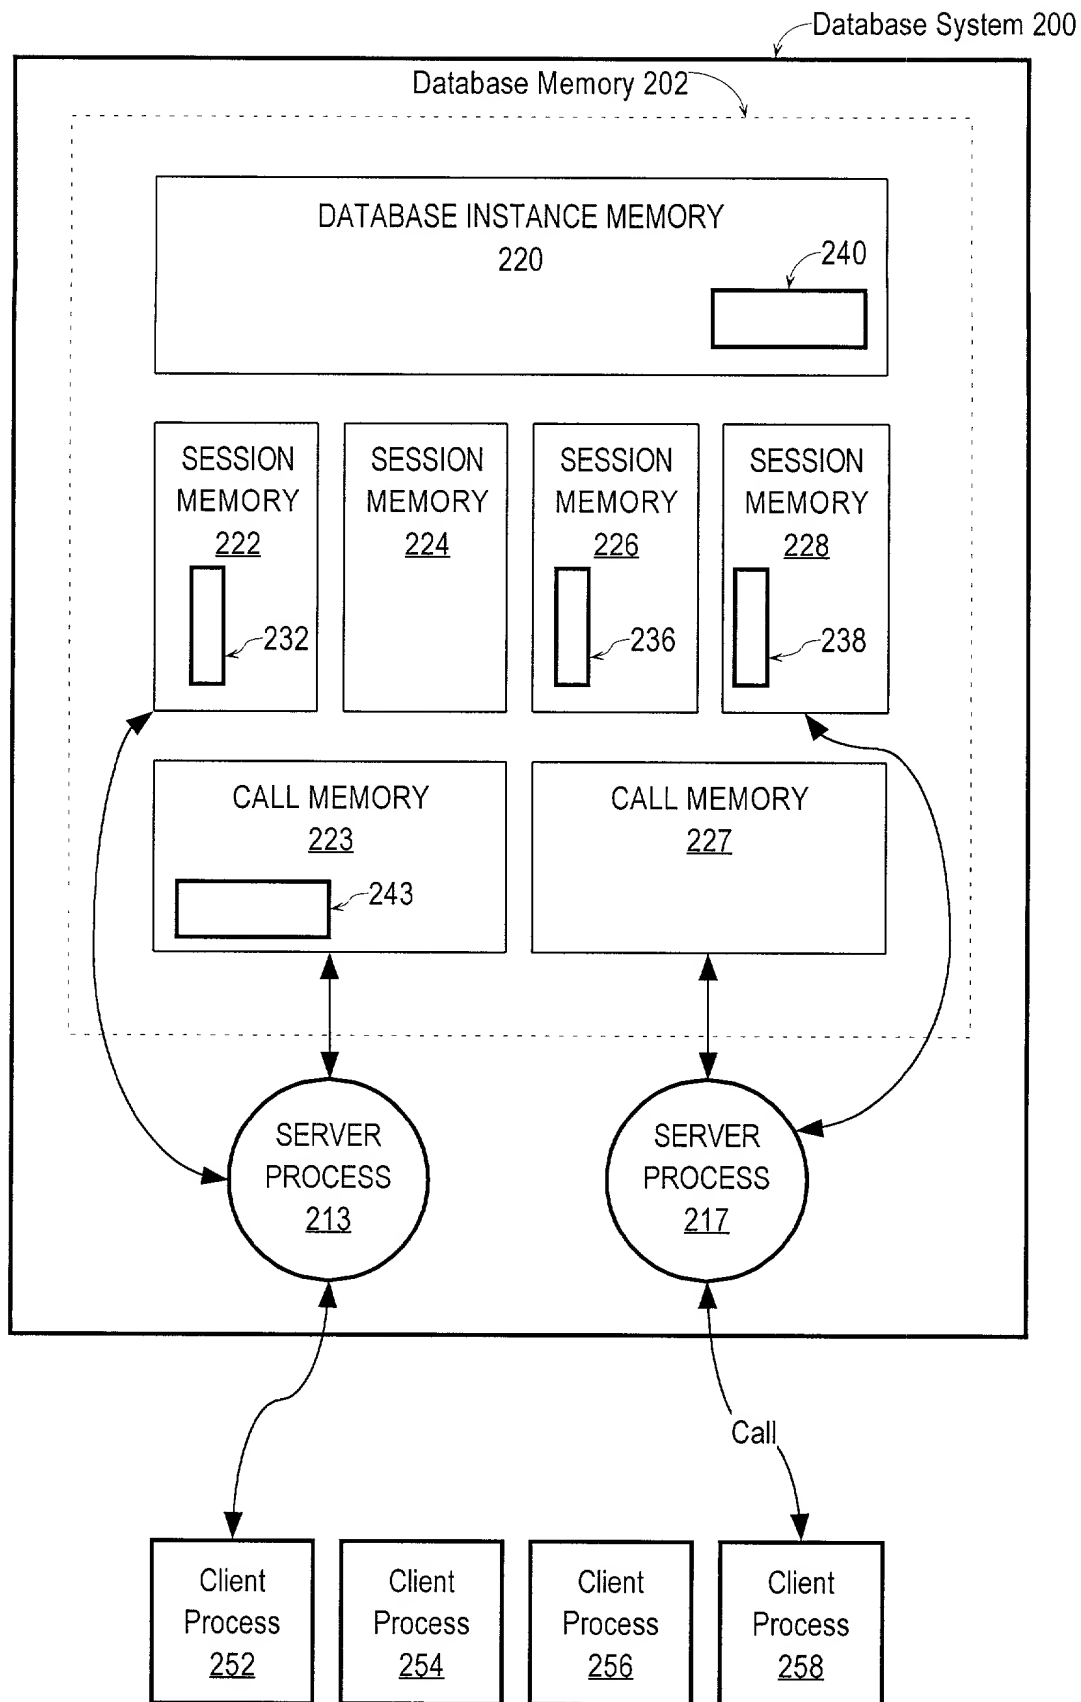 Database System 200
Database Memory 202
DATABASE INSTANCE MEMORY
220
240
SESSION
MEMORY
222
232
SESSION
MEMORY
224
SESSION
MEMORY
226
236
SESSION
MEMORY
228
238
CALL MEMORY
223
243
CALL MEMORY
227
SERVER
PROCESS
213
SERVER
PROCESS
217
Call
Client
Process
252
Client
Process
254
Client
Process
256
Client
Process
258